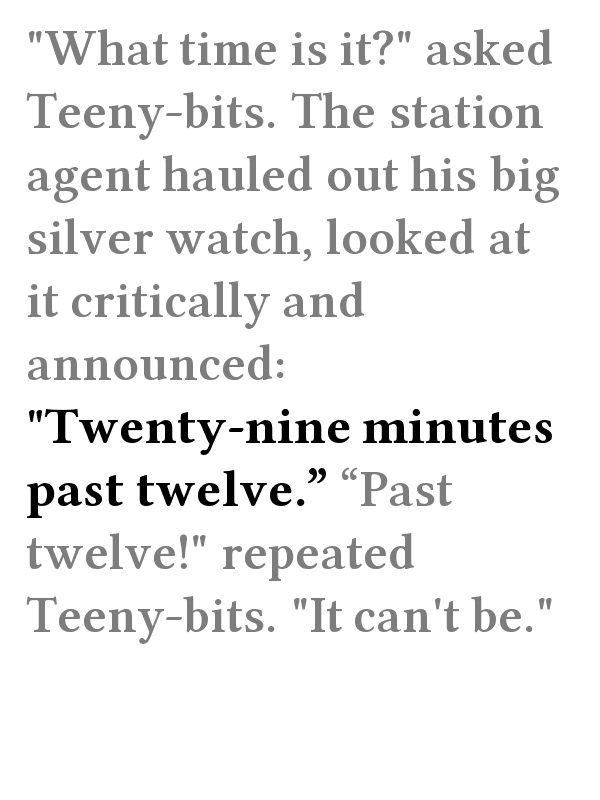 "What time is it?" asked
Teeny-bits. The station
agent hauled out his big
silver watch, looked at
it critically and
announced:
"Twenty-nine minutes
past twelve.” “Past
twelve!" repeated
Teeny-bits. "It can't be."